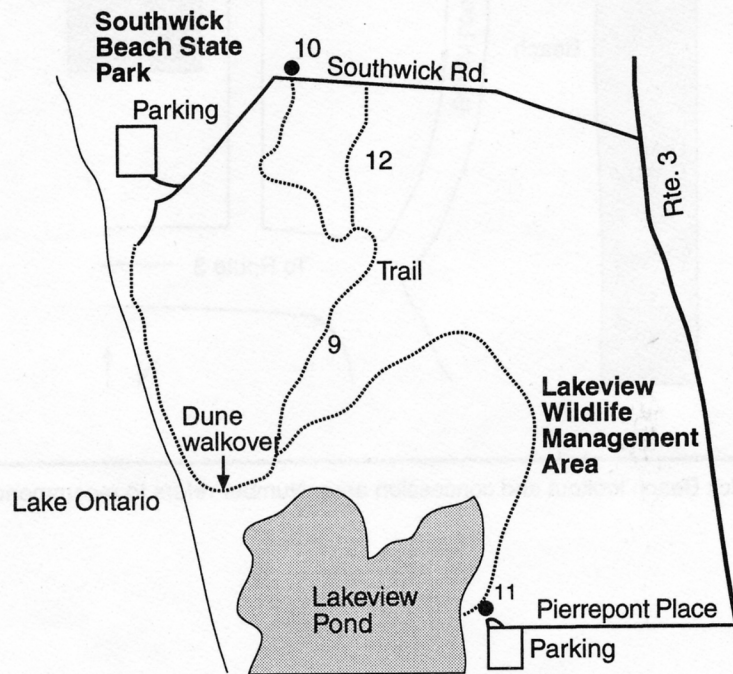 Southwick
Beach State
Park
10
Southwick Rd.
Parking
12
Rte. 3
Trail
9
Dune
walkover
Lakeview
Wildlife
Management
Area
Lake Ontario
11
Lakeview
Pond
Pierrepont Place
Parking